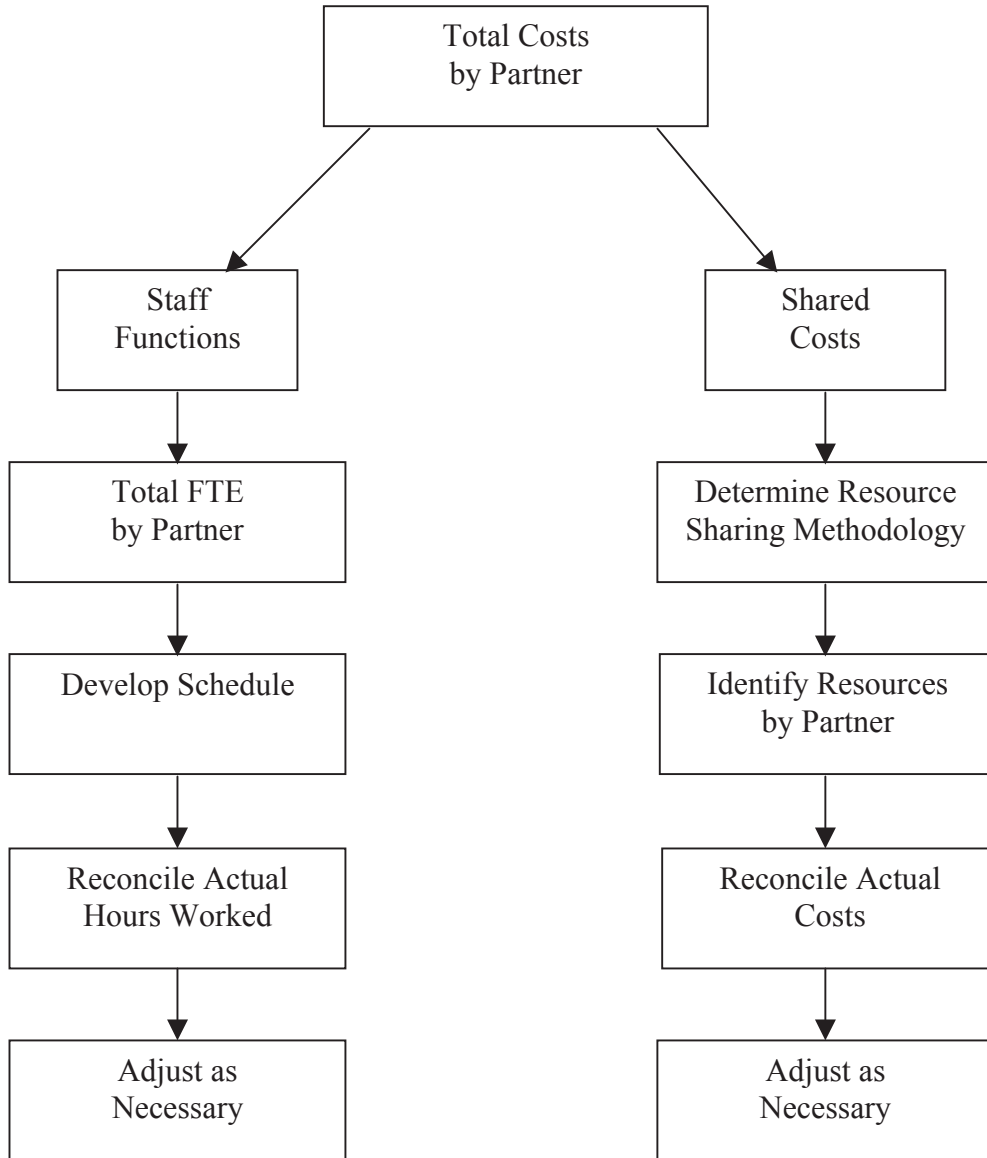 Total Costs
by Partner
Staff
Functions
Shared
Costs
Total FTE
by Partner
Determine Resource
Sharing Methodology
Develop Schedule
Identify Resources
by Partner
Reconcile Actual
Hours Worked
Reconcile Actual
Costs
Adjust as
Necessary
Adjust as
Necessary